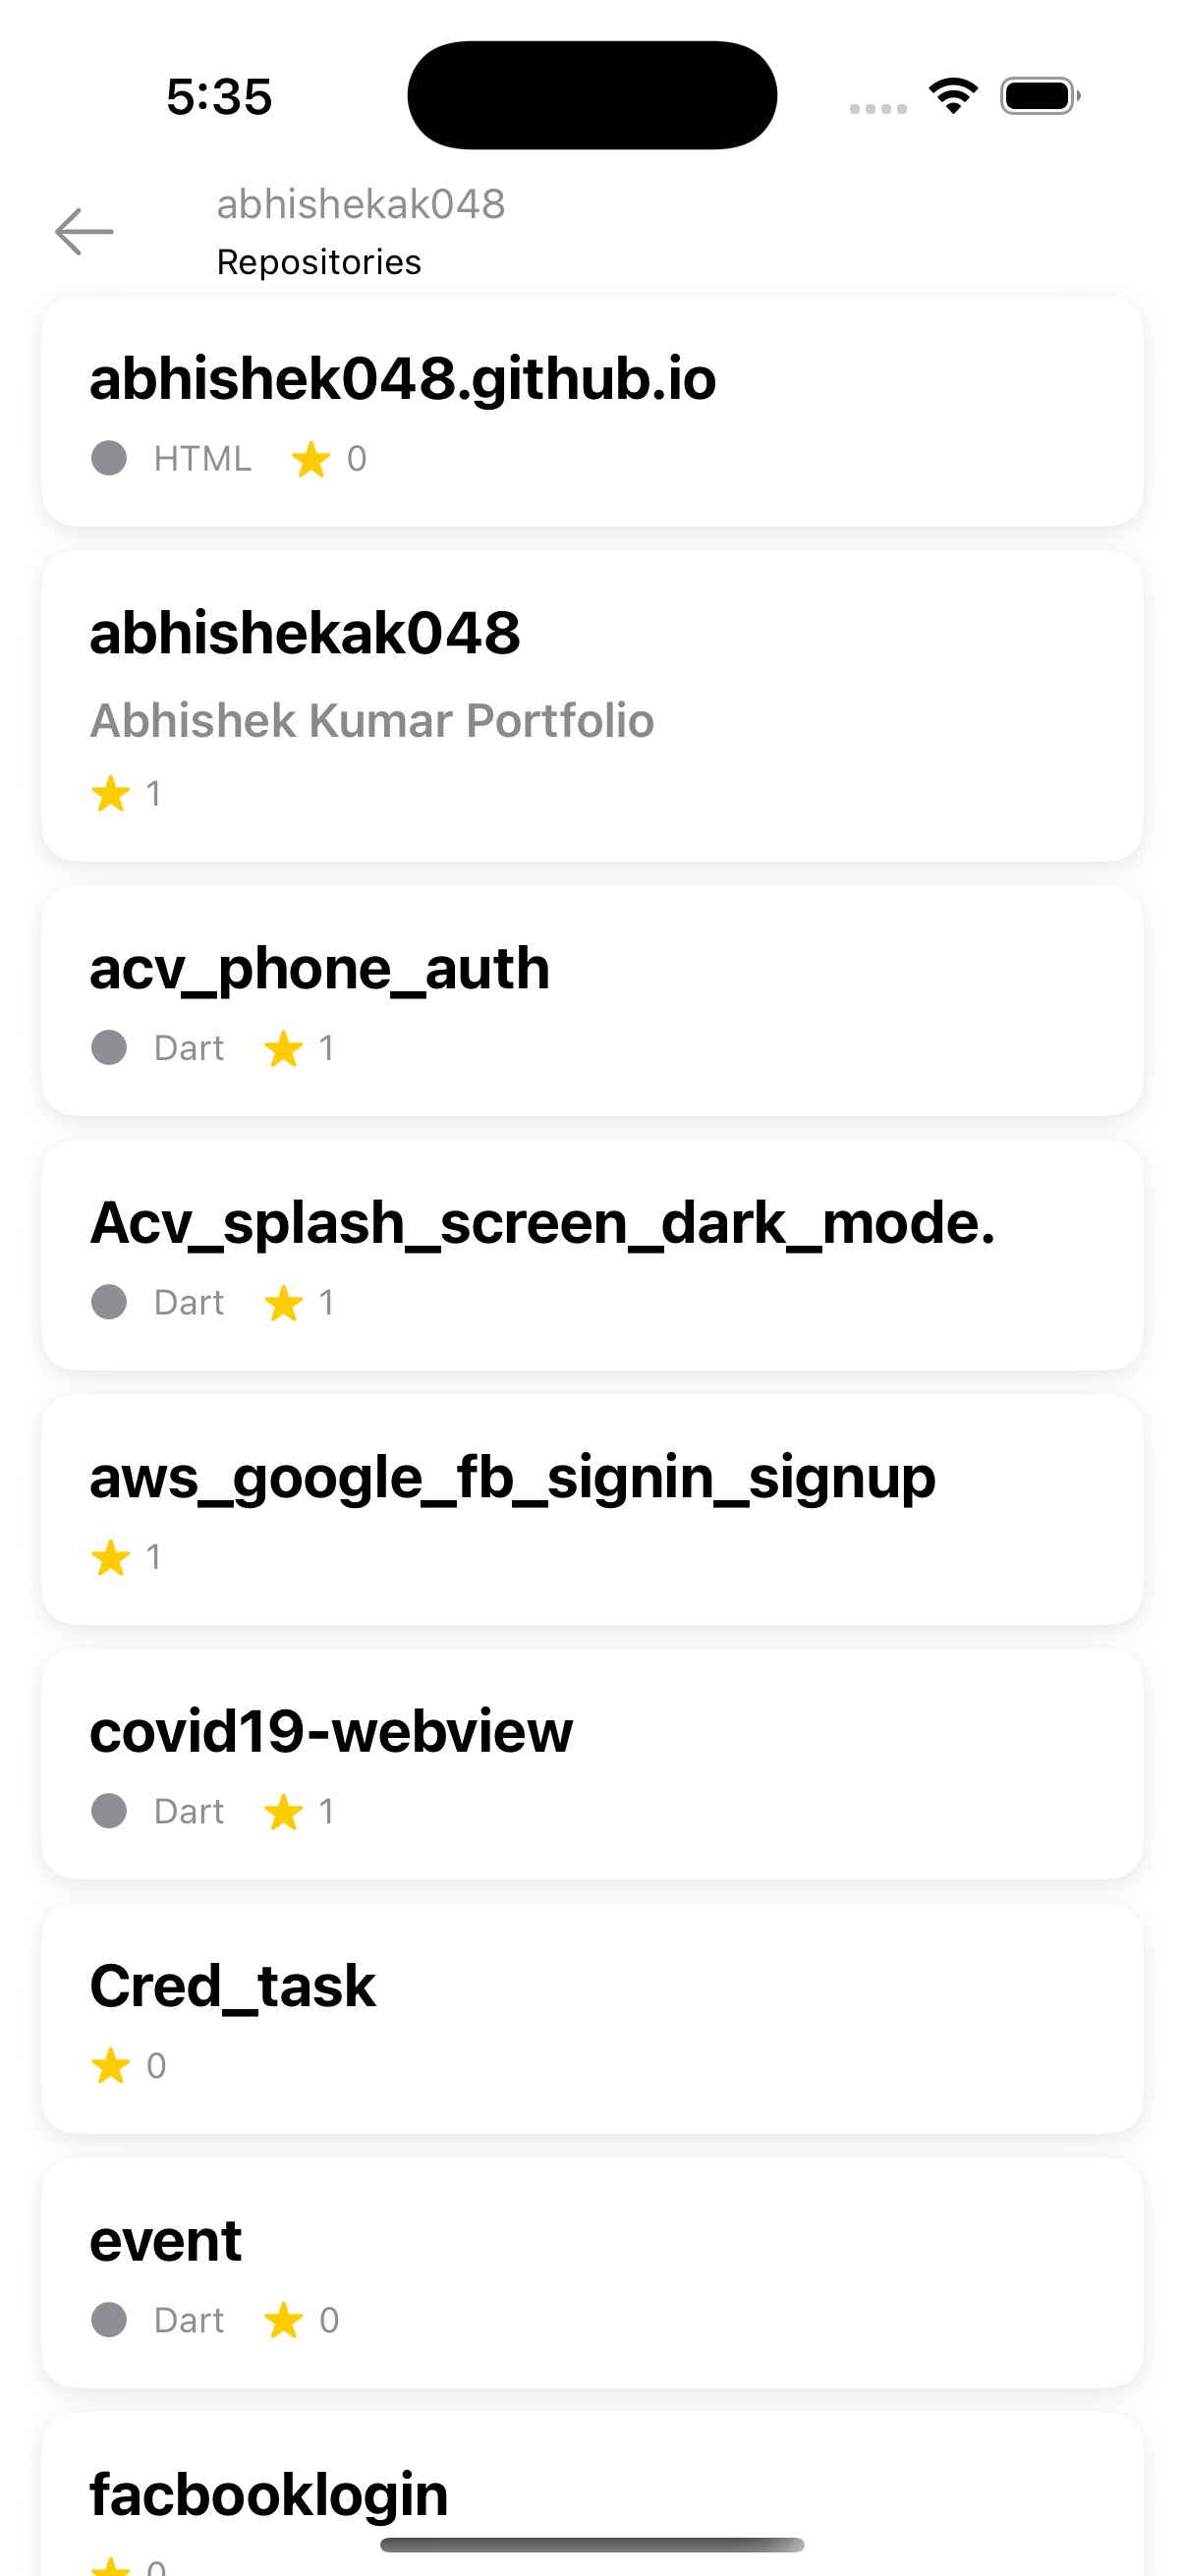 5:35
abhishekak048
Repositories
abhishek048.github.io
HTML 0
abhishekak048
Abhishek Kumar Portfolio
1
acv_phone_auth
Dart 1
Acv_splash_screen_dark_mode.
Dart 1
aws_google_fb_signin_signup
1
covid19-webview
Dart 1
Cred_task
0
event
Dart 0
facbooklogin
0